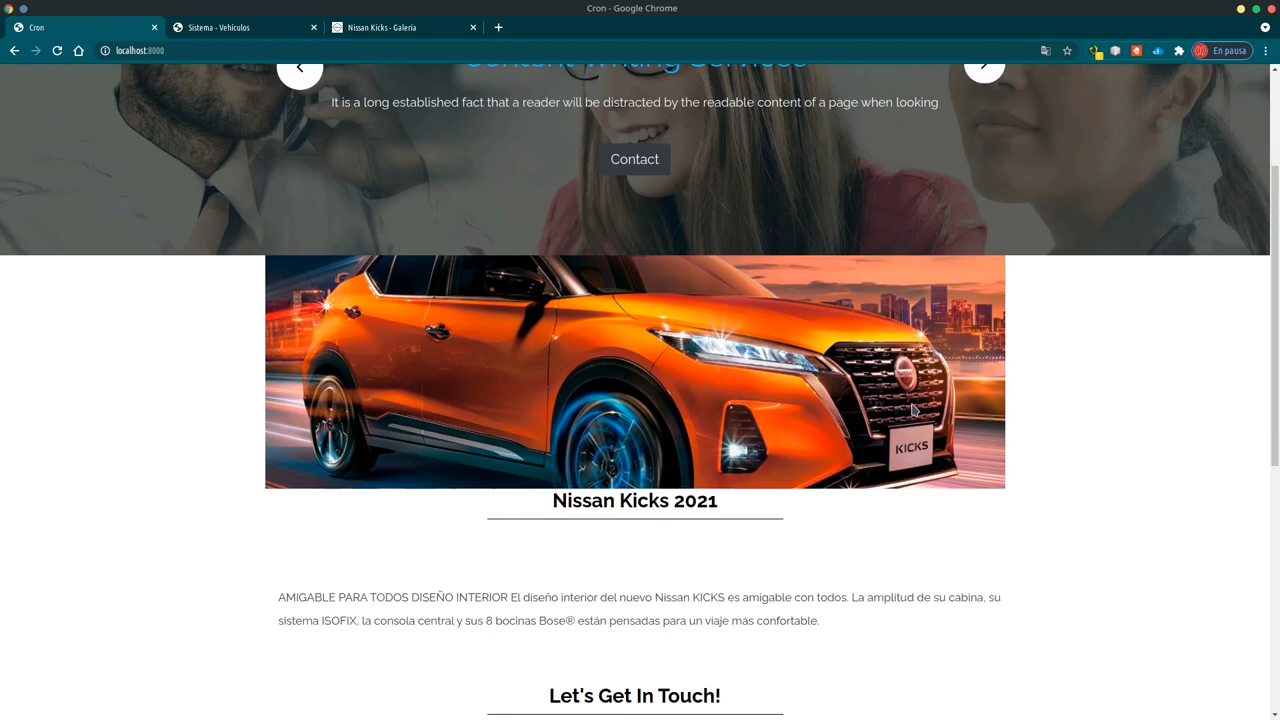 Cron - Google Chrome
Cron
Sistema - Vehículos
Nissan Kicks - Galería
localhost:8000
En pausa
Content Writing Services
It is a long established fact that a reader will be distracted by the readable content of a page when looking
Contact
KICKS
Nissan Kicks 2021
AMIGABLE PARA TODOS DISEÑO INTERIOR El diseño interior del nuevo Nissan KICKS es amigable con todos. La amplitud de su cabina, su
sistema ISOFIX, la consola central y sus 8 bocinas Bose® están pensadas para un viaje más confortable.
Let's Get In Touch!